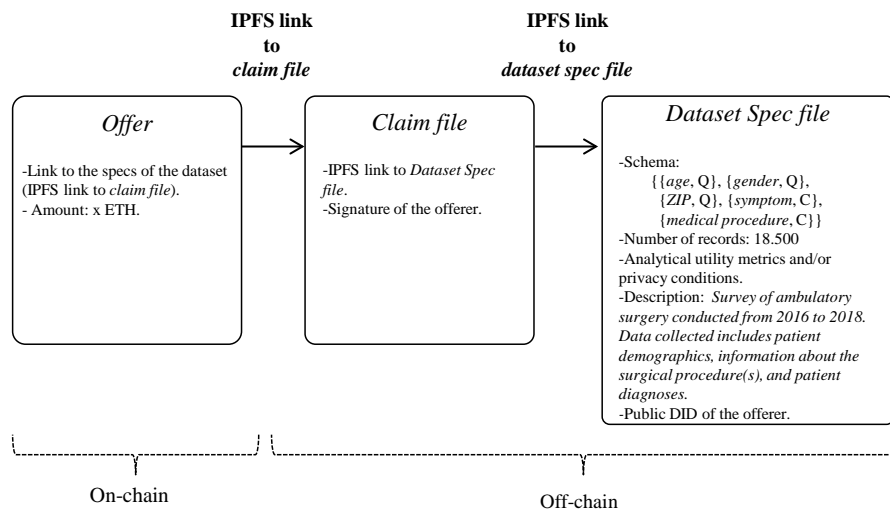 IPFS link
to
claim file
IPFS link
to
dataset spec file
Offer
-Link to the specs of the dataset
(IPFS link to claim file).
- Amount: x ETH.
Claim file
-IPFS link to Dataset Spec
file.
-Signature of the offerer.
Dataset Spec file
-Schema:
{{age, Q}, {gender, Q},
{ZIP, Q}, {symptom, C},
{medical procedure, C}}
-Number of records: 18.500
-Analytical utility metrics and/or
privacy conditions.
-Description: Survey of ambulatory
surgery conducted from 2016 to 2018.
Data collected includes patient
demographics, information about the
surgical procedure(s), and patient
diagnoses.
-Public DID of the offerer.
On-chain
Off-chain